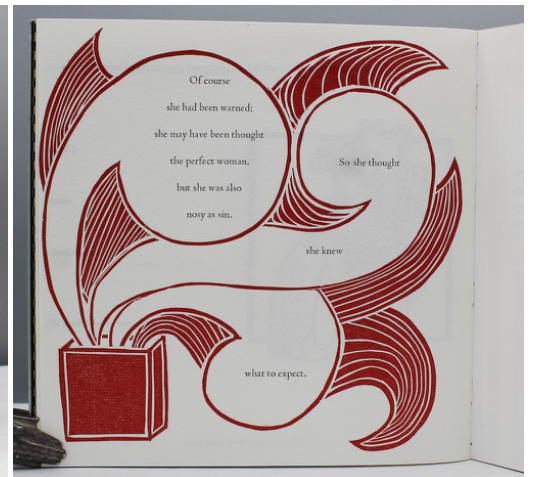 Of course
she had been warned;
she may have been thought
the perfect woman,
but she was also
nosy as sin.
So she thought
she knew
what to expect.